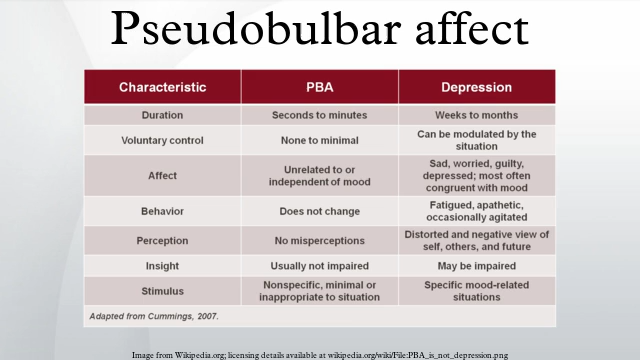 Pseudobulbar affect
Characteristic PBA Depression
Duration Seconds to minutes Weeks to months
Voluntary control None to minimal Can be modulated by the
situation
Affect Unrelated to or
independent of mood Sad, worried, guilty,
depressed; most often
congruent with mood
Behavior Does not change Fatigued, apathetic,
occasionally agitated
Perception No misperceptions Distorted and negative view of
self, others, and future
Insight Usually not impaired May be impaired
Stimulus Nonspecific, minimal or
inappropriate to situation Specific mood-related
situations
Adapted from Cummings, 2007.
Image from Wikipedia.org; licensing details available at wikipedia.org/wiki/File:PBA_is_not_depression.png